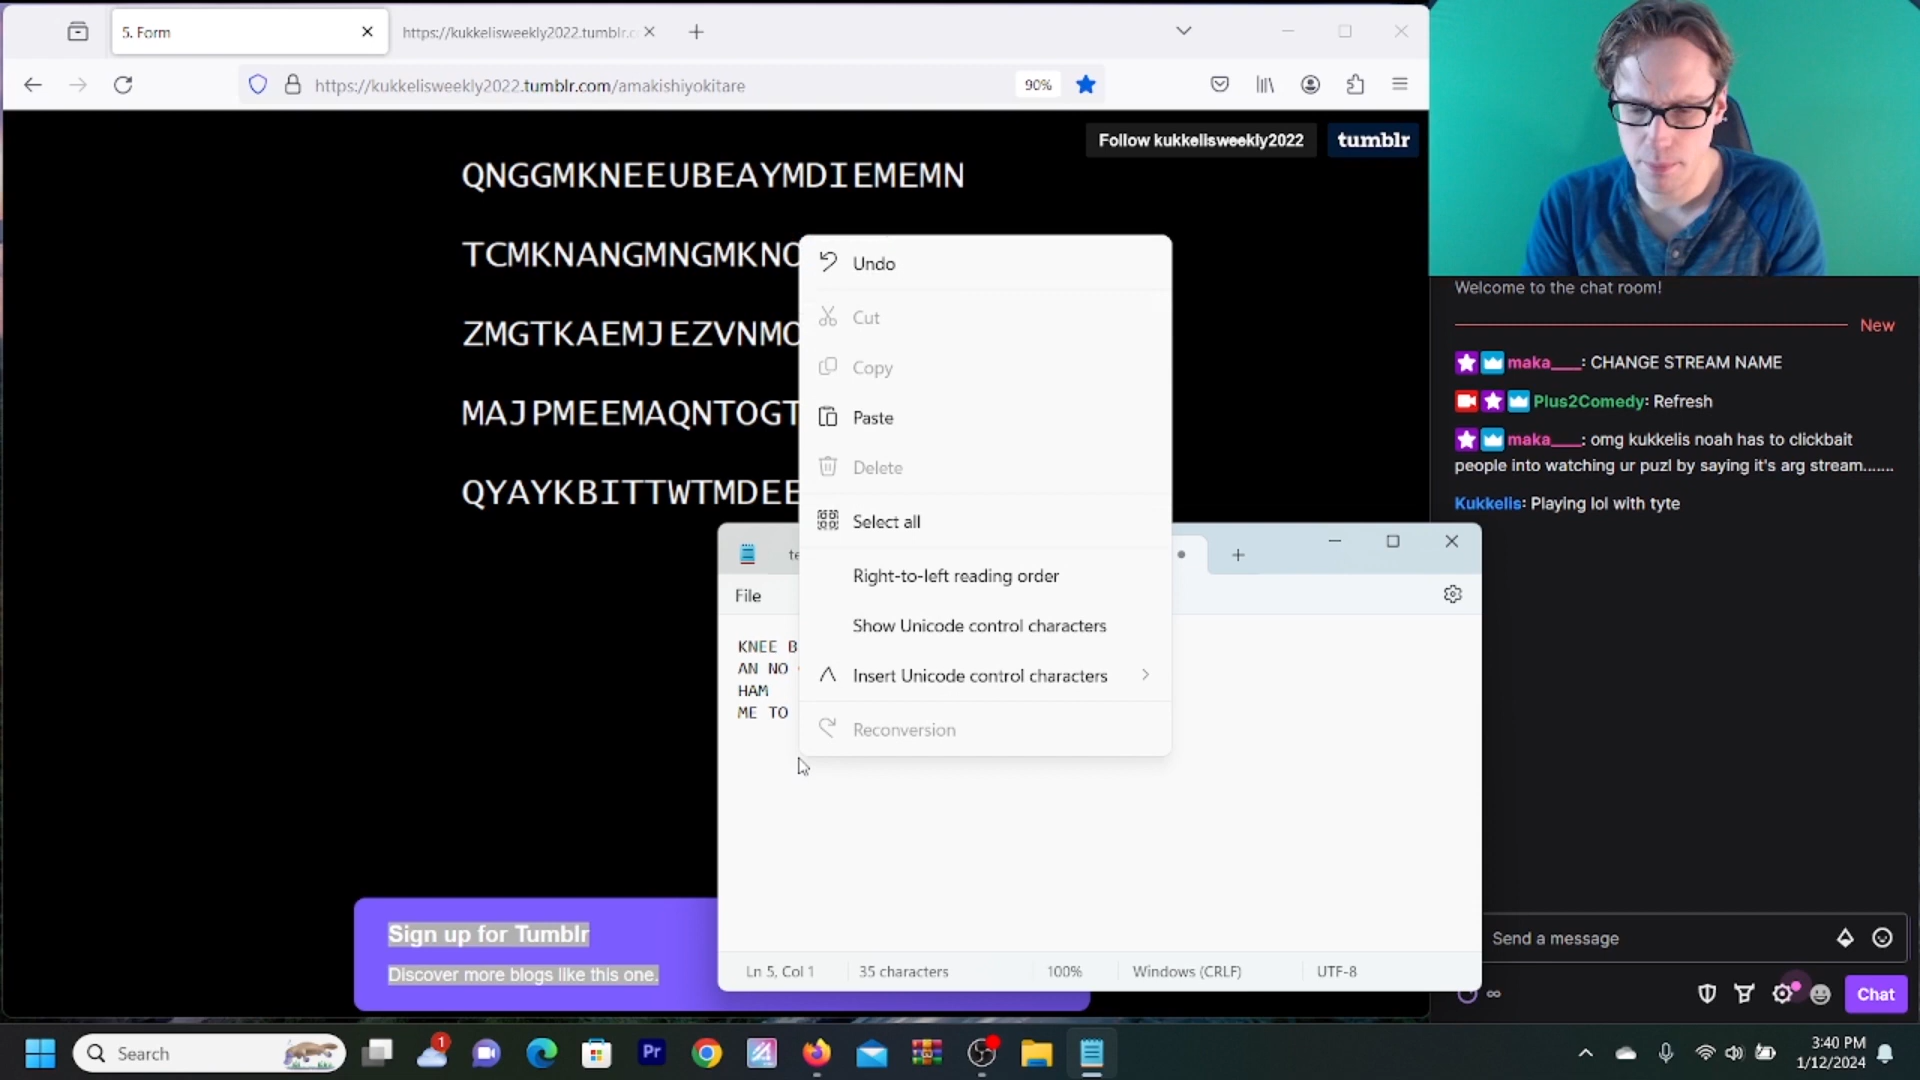 5. Form
https://kukkelisweekly2022.tumblr.c
https://kukkelisweekly2022.tumblr.com/amakishiyokitare
90%
Follow kukkelisweekly2022
tumblr
QNGGMKNEEUBEAYMDIEMEMN
TCMKNANGMNGMKNO
ZMGTKAEMJEZVNMO
MAJPMEEMAQNTOGT
QYAYKBITTWTMDEE
Undo
Cut
Copy
Paste
Delete
Select all
Right-to-left reading order
Show Unicode control characters
Insert Unicode control characters
Reconversion
te
File
KNEE B
AN NO
HAM
ME TO
Ln 5, Col 1
35 characters
100%
Windows (CRLF)
UTF-8
Sign up for Tumblr
Discover more blogs like this one.
Welcome to the chat room!
New
maka___: CHANGE STREAM NAME
Plus2Comedy: Refresh
maka___: omg kukkelis noah has to clickbait
people into watching ur puzl by saying it's arg stream.......
Kukkelis: Playing lol with tyte
Send a message
Chat
Search
1
Pr
3:40 PM
1/12/2024